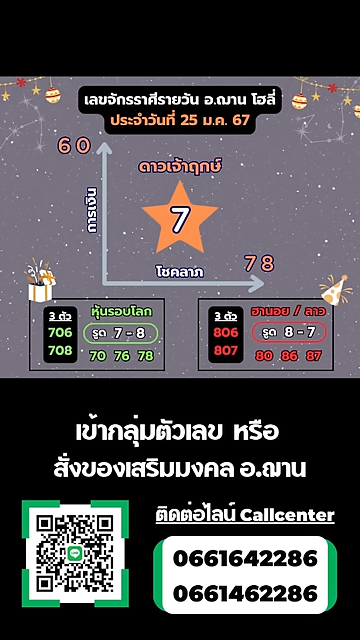 เลขจักรราศีรายวัน อ.ฌาน โฮลี่
ประจำวันที่ 25 ม.ค. 67
6 0
ดาวเจ้าฤกษ์
การเงิน
7
โชคลาภ
7 8
3 ตัว
706
708
หุ้นรอบโลก
รูด 7 - 8
70 76 78
3 ตัว
806
807
ฮานอย / ลาว
รูด 8 - 7
80 86 87
เข้ากลุ่มตัวเลข หรือ
สั่งของเสริมมงคล อ.ฌาน
ติดต่อไลน์ Callcenter
0661642286
0661462286